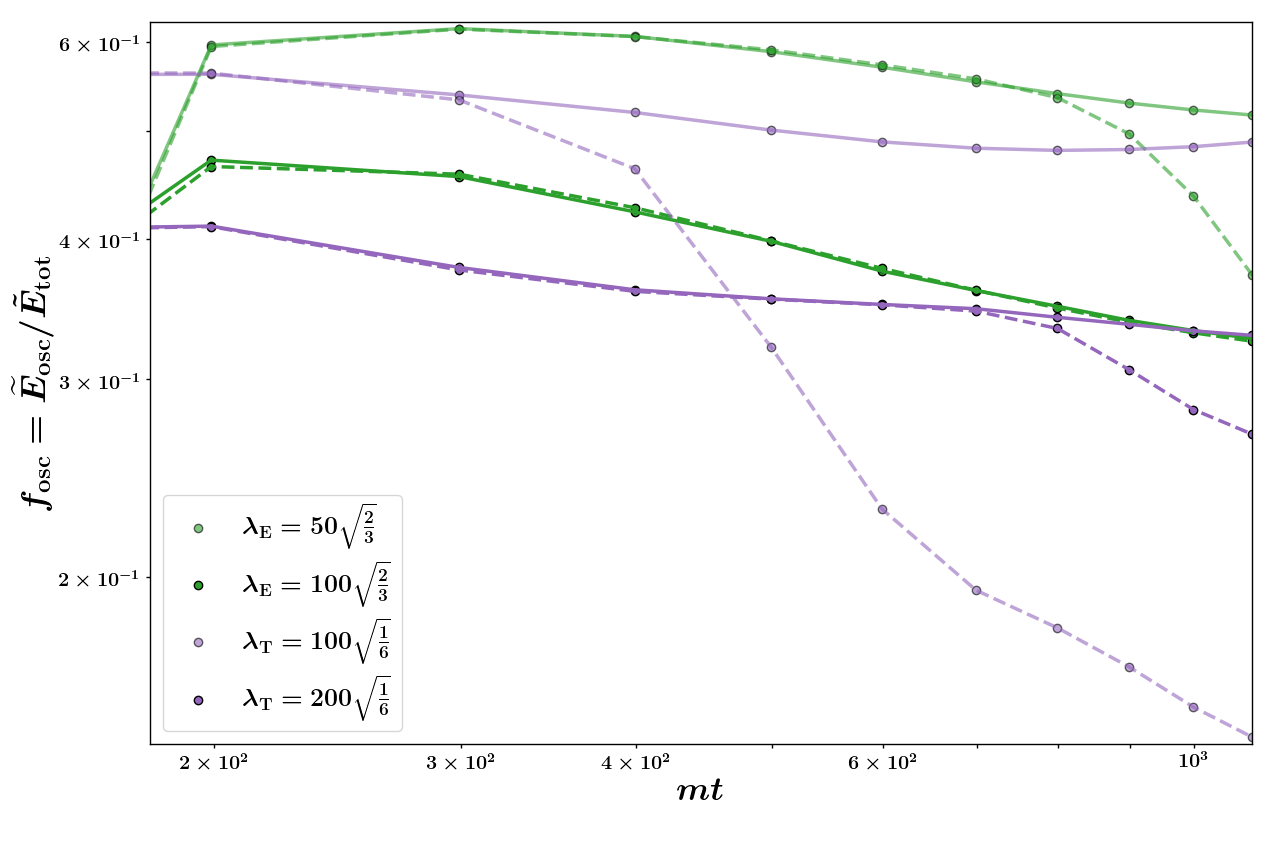 6 × 10⁻¹
4 × 10⁻¹
3 × 10⁻¹
2 × 10⁻¹
f_osc = Ẽ_osc/Ẽ_tot
λ_E = 50√(2/3)
λ_E = 100√(2/3)
λ_T = 100√(1/6)
λ_T = 200√(1/6)
2 × 10² 3 × 10² 4 × 10² 6 × 10² 10³
mt